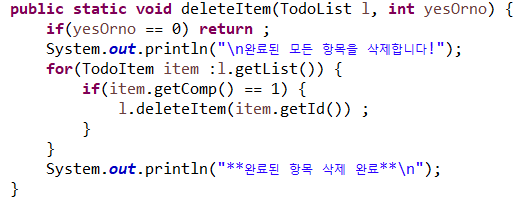 public static void deleteItem(TodoList l, int yesOrno) {
    if(yesOrno == 0) return ;
    System.out.println("\n완료된 모든 항목을 삭제합니다!");
    for(TodoItem item :l.getList()) {
        if(item.getComp() == 1) {
            l.deleteItem(item.getId()) ;
        }
    }
    System.out.println("**완료된 항목 삭제 완료**\n");
}